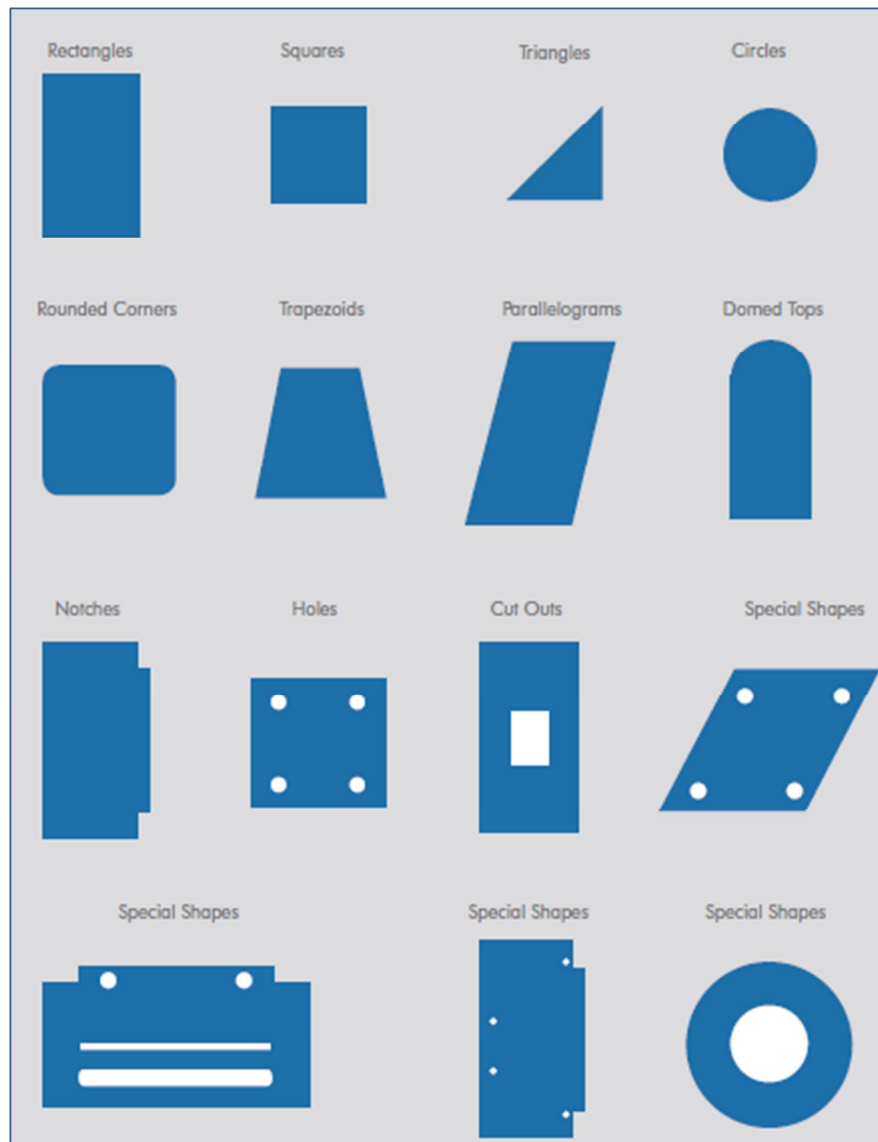 Rectangles
Squares
Triangles
Circles
Rounded Corners
Trapezoids
Parallelograms
Domed Tops
Notches
Holes
Cut Outs
Special Shapes
Special Shapes
Special Shapes
Special Shapes